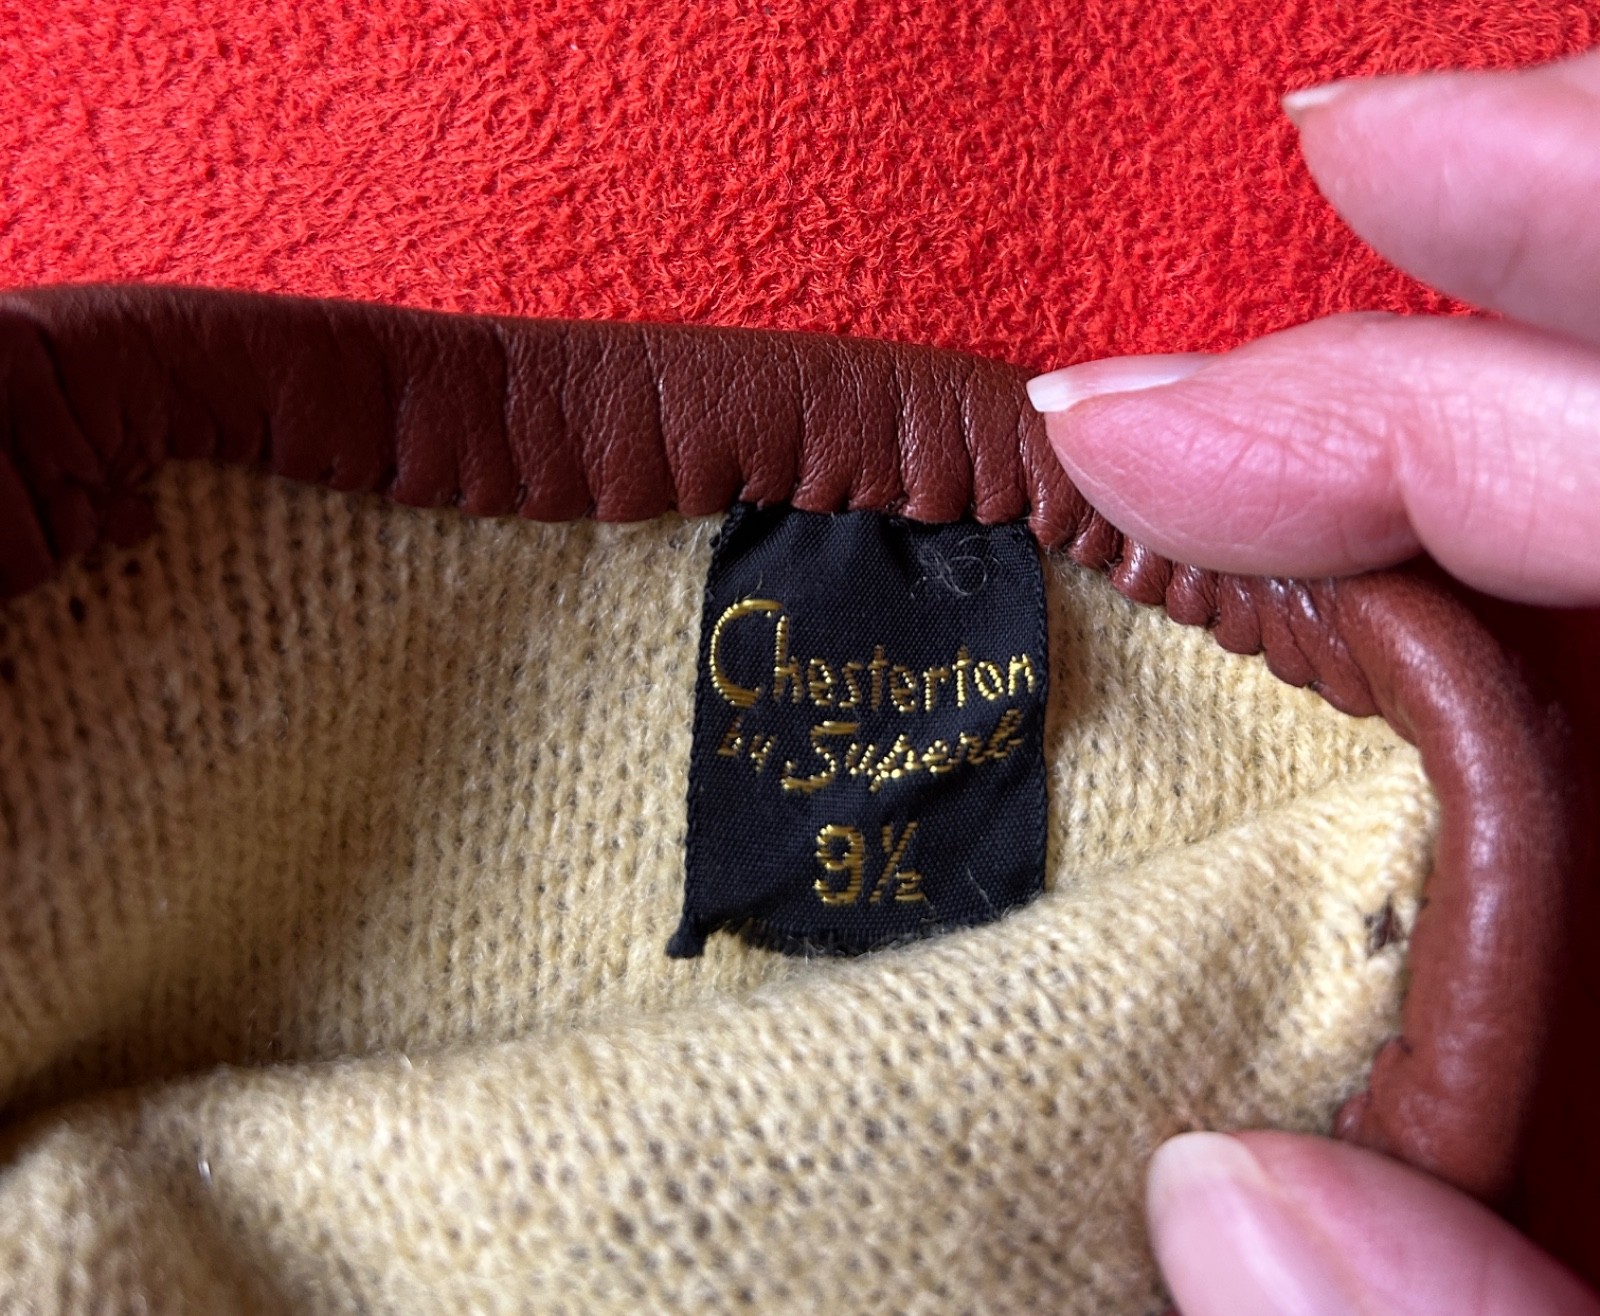 Chesterton
by Superb
9½